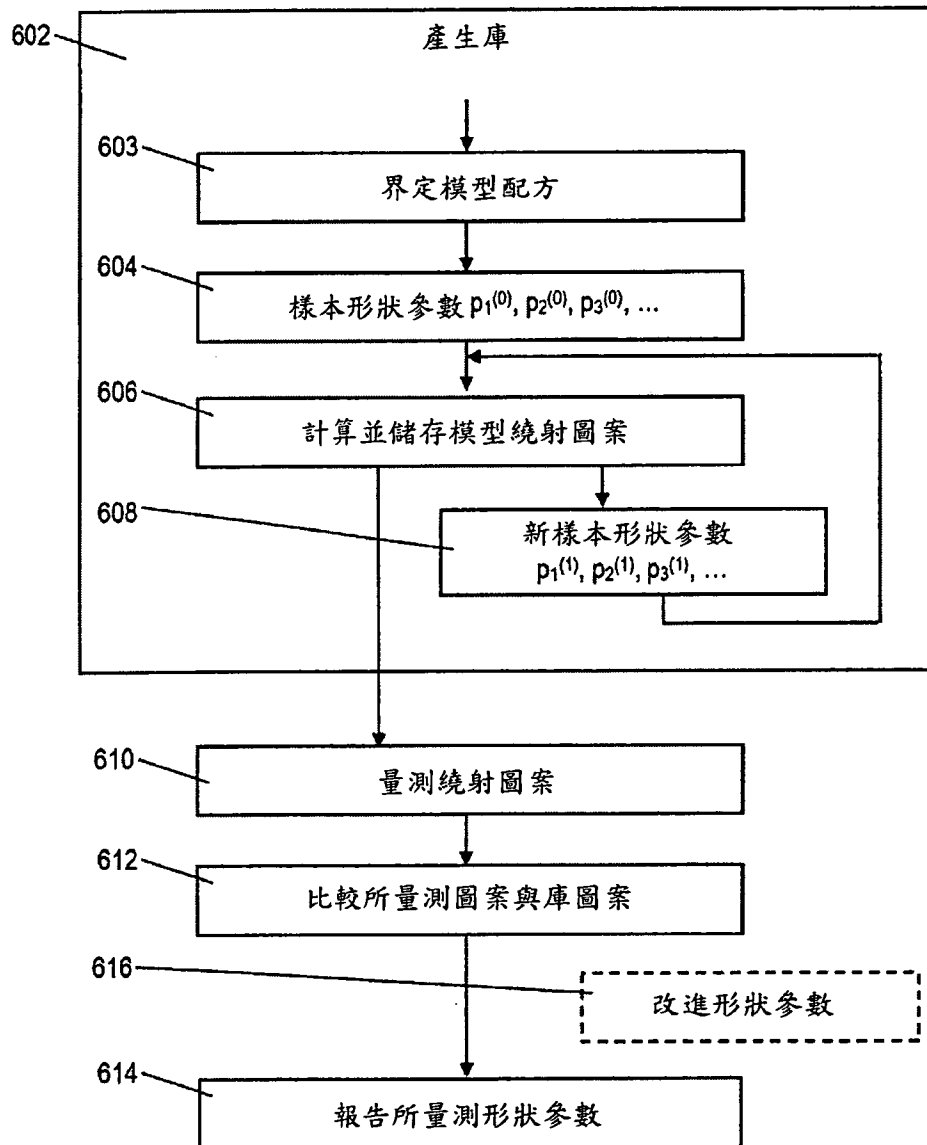 602
產生庫
603
界定模型配方
604
樣本形狀參數 p₁⁽⁰⁾, p₂⁽⁰⁾, p₃⁽⁰⁾, ...
606
計算並儲存模型繞射圖案
608
新樣本形狀參數
p₁⁽¹⁾, p₂⁽¹⁾, p₃⁽¹⁾, ...
610
量測繞射圖案
612
比較所量測圖案與庫圖案
616
改進形狀參數
614
報告所量測形狀參數